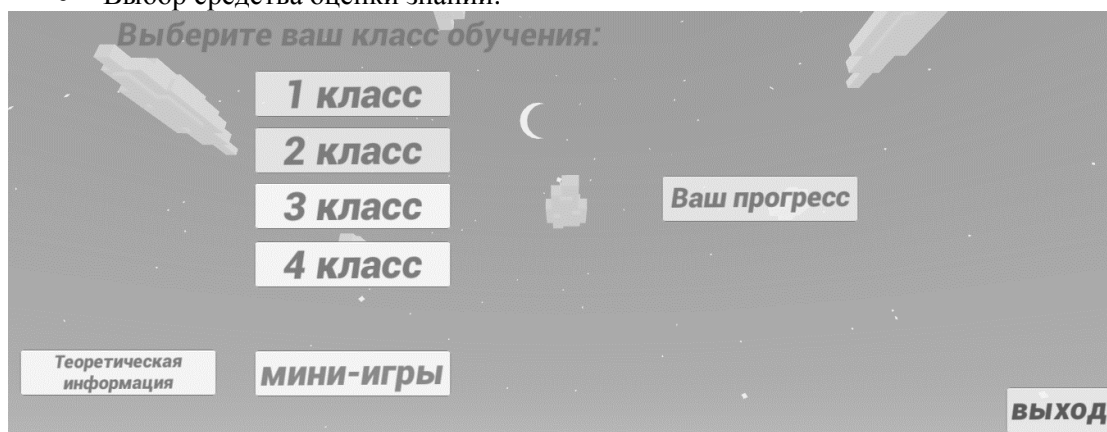 Выбор средства оценки знаний:
Выберите ваш класс обучения:
1 класс
2 класс
3 класс
4 класс
Ваш прогресс
Теоретическая
информация
мини-игры
выход